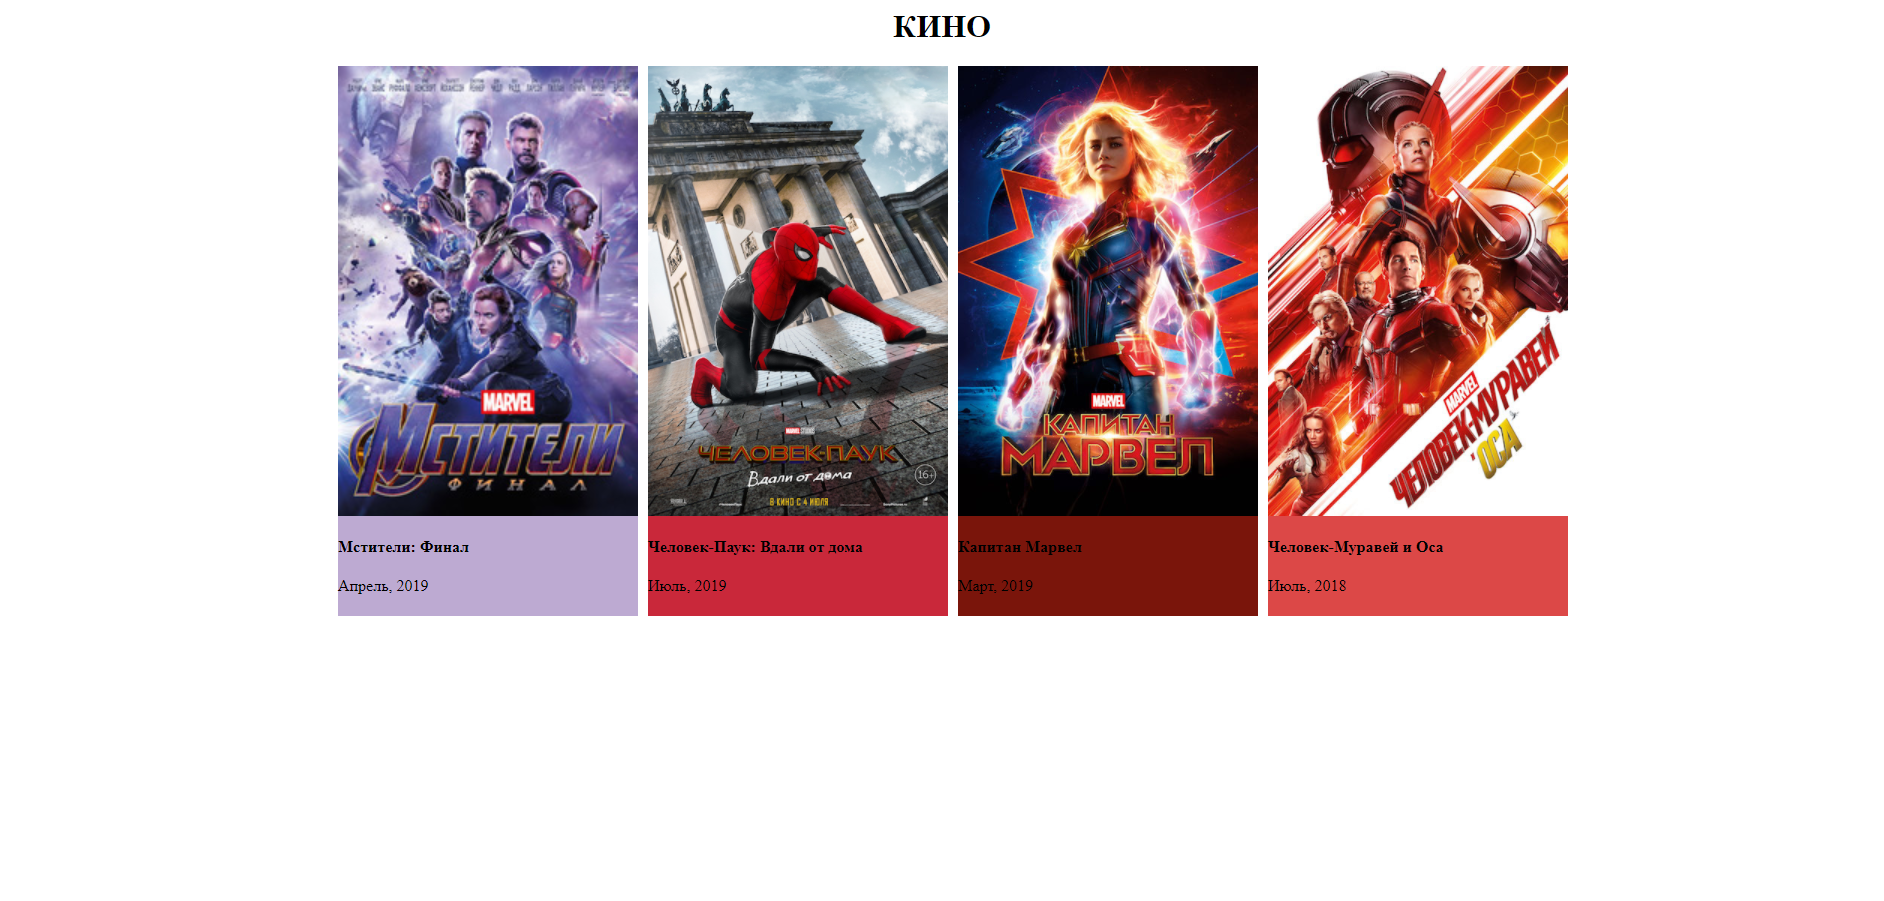 КИНО
MARVEL
МСТИТЕЛИ
ФИНАЛ
MARVEL STUDIOS
ЧЕЛОВЕК-ПАУК
Вдали от дома
16+
В КИНО С 4 ИЮЛЯ
MARVEL
КАПИТАН
МАРВЕЛ
MARVEL
ЧЕЛОВЕК-МУРАВЕЙ
И ОСА
Мстители: Финал
Апрель, 2019
Человек-Паук: Вдали от дома
Июль, 2019
Капитан Марвел
Март, 2019
Человек-Муравей и Оса
Июль, 2018